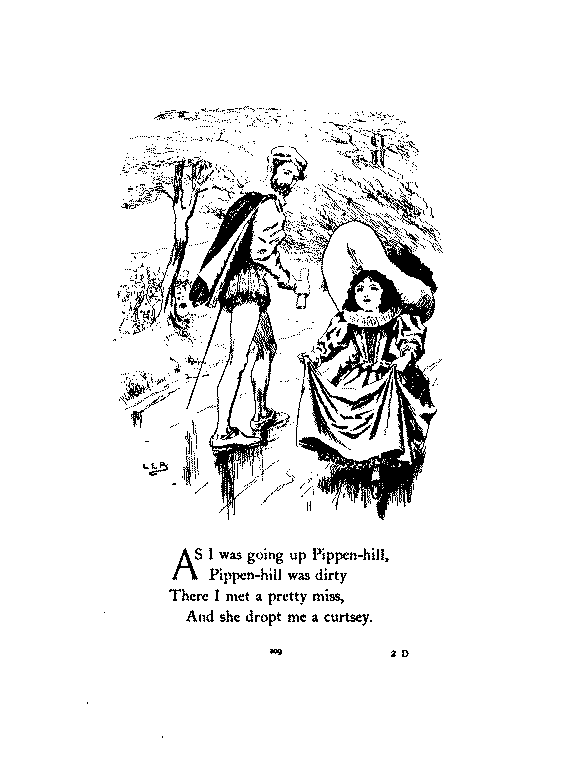 L L B
AS I was going up Pippen-hill,
Pippen-hill was dirty
There I met a pretty miss,
And she dropt me a curtsey.
209
2 D